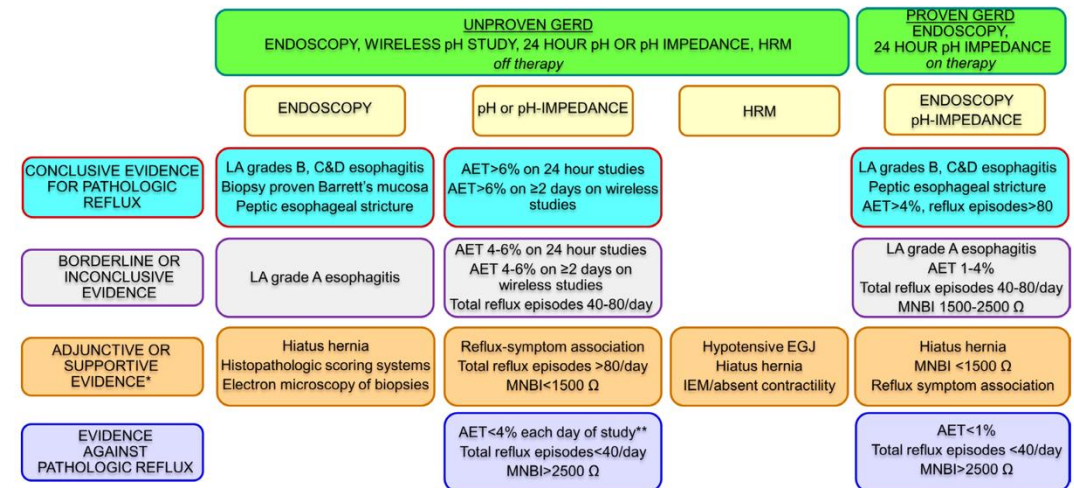 UNPROVEN GERD
ENDOSCOPY, WIRELESS pH STUDY, 24 HOUR pH OR pH IMPEDANCE, HRM
off therapy
PROVEN GERD
ENDOSCOPY,
24 HOUR pH IMPEDANCE
on therapy
ENDOSCOPY
pH or pH-IMPEDANCE
HRM
ENDOSCOPY
pH-IMPEDANCE
CONCLUSIVE EVIDENCE
FOR PATHOLOGIC
REFLUX
LA grades B, C&D esophagitis
Biopsy proven Barrett's mucosa
Peptic esophageal stricture
AET>6% on 24 hour studies
AET>6% on ≥2 days on wireless
studies
LA grades B, C&D esophagitis
Peptic esophageal stricture
AET>4%, reflux episodes>80
BORDERLINE OR
INCONCLUSIVE
EVIDENCE
LA grade A esophagitis
AET 4-6% on 24 hour studies
AET 4-6% on ≥2 days on
wireless studies
Total reflux episodes 40-80/day
LA grade A esophagitis
AET 1-4%
Total reflux episodes 40-80/day
MNBI 1500-2500 Ω
ADJUNCTIVE OR
SUPPORTIVE
EVIDENCE*
Hiatus hernia
Histopathologic scoring systems
Electron microscopy of biopsies
Reflux-symptom association
Total reflux episodes >80/day
MNBI<1500 Ω
Hypotensive EGJ
Hiatus hernia
IEM/absent contractility
Hiatus hernia
MNBI <1500 Ω
Reflux symptom association
EVIDENCE
AGAINST
PATHOLOGIC REFLUX
AET<4% each day of study**
Total reflux episodes<40/day
MNBI>2500 Ω
AET<1%
Total reflux episodes <40/day
MNBI>2500 Ω